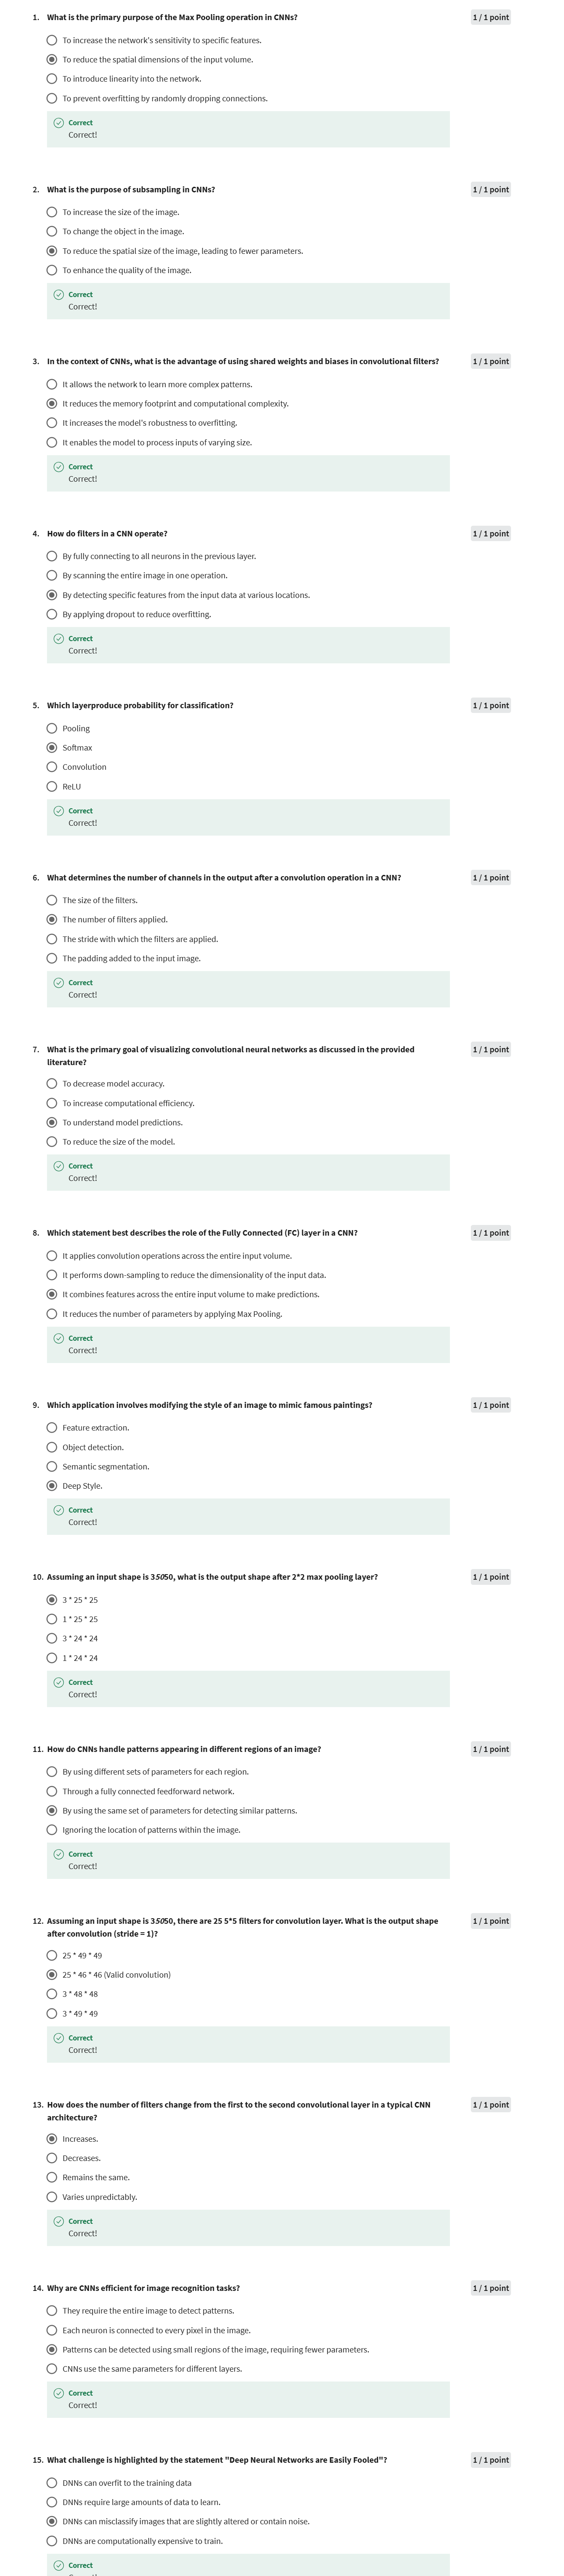 1. What is the primary purpose of the Max Pooling operation in CNNs? 1 / 1 point
To increase the network's sensitivity to specific features.
To reduce the spatial dimensions of the input volume.
To introduce linearity into the network.
To prevent overfitting by randomly dropping connections.
Correct
Correct!
2. What is the purpose of subsampling in CNNs? 1 / 1 point
To increase the size of the image.
To change the object in the image.
To reduce the spatial size of the image, leading to fewer parameters.
To enhance the quality of the image.
Correct
Correct!
3. In the context of CNNs, what is the advantage of using shared weights and biases in convolutional filters? 1 / 1 point
It allows the network to learn more complex patterns.
It reduces the memory footprint and computational complexity.
It increases the model's robustness to overfitting.
It enables the model to process inputs of varying size.
Correct
Correct!
4. How do filters in a CNN operate? 1 / 1 point
By fully connecting to all neurons in the previous layer.
By scanning the entire image in one operation.
By detecting specific features from the input data at various locations.
By applying dropout to reduce overfitting.
Correct
Correct!
5. Which layerproduce probability for classification? 1 / 1 point
Pooling
Softmax
Convolution
ReLU
Correct
Correct!
6. What determines the number of channels in the output after a convolution operation in a CNN? 1 / 1 point
The size of the filters.
The number of filters applied.
The stride with which the filters are applied.
The padding added to the input image.
Correct
Correct!
7. What is the primary goal of visualizing convolutional neural networks as discussed in the provided 1 / 1 point
literature?
To decrease model accuracy.
To increase computational efficiency.
To understand model predictions.
To reduce the size of the model.
Correct
Correct!
8. Which statement best describes the role of the Fully Connected (FC) layer in a CNN? 1 / 1 point
It applies convolution operations across the entire input volume.
It performs down-sampling to reduce the dimensionality of the input data.
It combines features across the entire input volume to make predictions.
It reduces the number of parameters by applying Max Pooling.
Correct
Correct!
9. Which application involves modifying the style of an image to mimic famous paintings? 1 / 1 point
Feature extraction.
Object detection.
Semantic segmentation.
Deep Style.
Correct
Correct!
10. Assuming an input shape is 35050, what is the output shape after 2*2 max pooling layer? 1 / 1 point
3 * 25 * 25
1 * 25 * 25
3 * 24 * 24
1 * 24 * 24
Correct
Correct!
11. How do CNNs handle patterns appearing in different regions of an image? 1 / 1 point
By using different sets of parameters for each region.
Through a fully connected feedforward network.
By using the same set of parameters for detecting similar patterns.
Ignoring the location of patterns within the image.
Correct
Correct!
12. Assuming an input shape is 35050, there are 25 5*5 filters for convolution layer. What is the output shape 1 / 1 point
after convolution (stride = 1)?
25 * 49 * 49
25 * 46 * 46 (Valid convolution)
3 * 48 * 48
3 * 49 * 49
Correct
Correct!
13. How does the number of filters change from the first to the second convolutional layer in a typical CNN 1 / 1 point
architecture?
Increases.
Decreases.
Remains the same.
Varies unpredictably.
Correct
Correct!
14. Why are CNNs efficient for image recognition tasks? 1 / 1 point
They require the entire image to detect patterns.
Each neuron is connected to every pixel in the image.
Patterns can be detected using small regions of the image, requiring fewer parameters.
CNNs use the same parameters for different layers.
Correct
Correct!
15. What challenge is highlighted by the statement "Deep Neural Networks are Easily Fooled"? 1 / 1 point
DNNs can overfit to the training data
DNNs require large amounts of data to learn.
DNNs can misclassify images that are slightly altered or contain noise.
DNNs are computationally expensive to train.
Correct